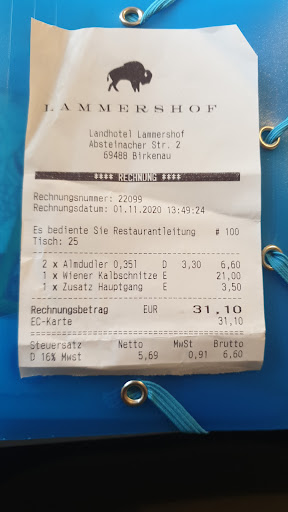 LAMMERSHOF
Landhotel Lammershof
Absteinacher Str. 2
69488 Birkenau
**** RECHNUNG ****
Rechnungsnummer: 22099
Rechnungsdatum: 01.11.2020 13:49:24
Es bediente Sie Restaurantleitung # 100
Tisch: 25
2 x Almdudler 0,35l D 3,30 6,60
1 x Wiener Kalbschnitze E 21,00
1 x Zusatz Hauptgang E 3,50
Rechnungsbetrag EUR 31,10
EC-Karte 31,10
Steuersatz Netto MwSt Brutto
D 16% Mwst 5,69 0,91 6,60